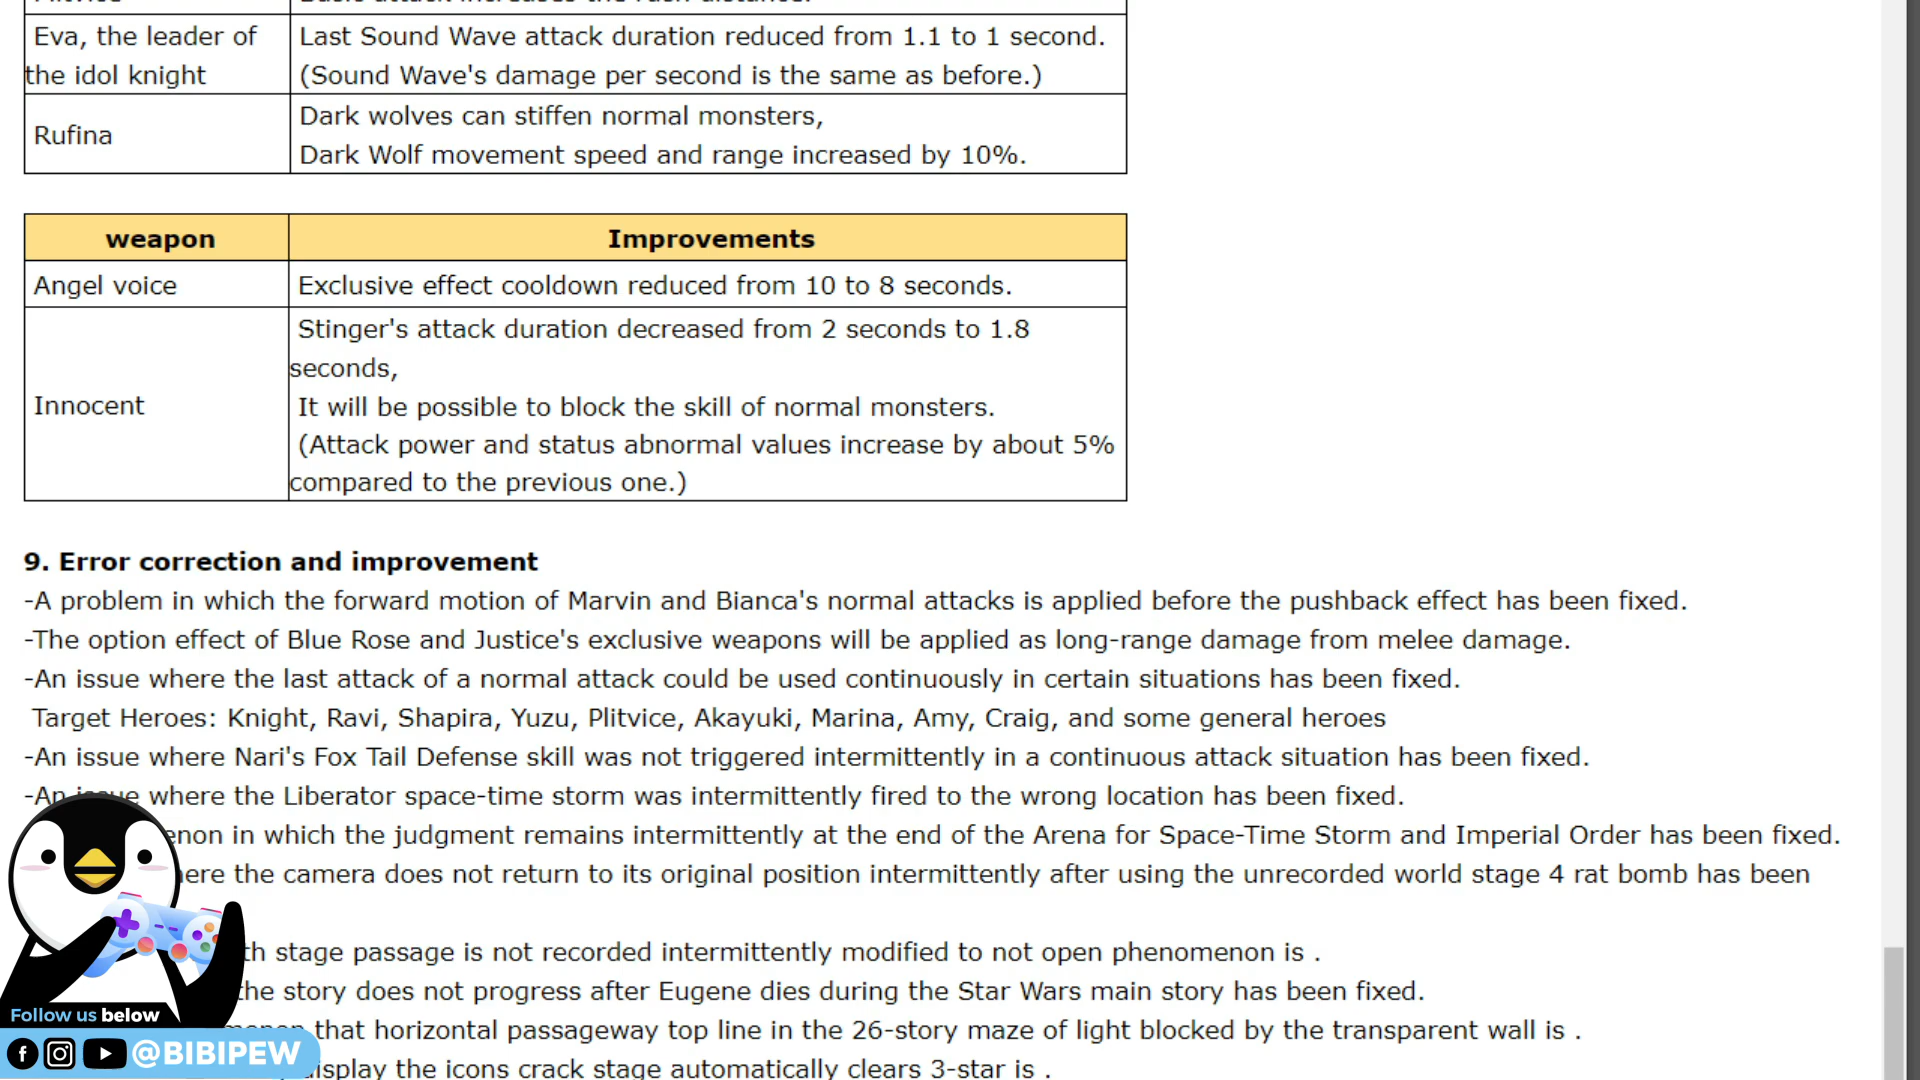 Eva, the leader of
the idol knight
Last Sound Wave attack duration reduced from 1.1 to 1 second.
(Sound Wave's damage per second is the same as before.)
Rufina
Dark wolves can stiffen normal monsters,
Dark Wolf movement speed and range increased by 10%.
weapon
Improvements
Angel voice
Exclusive effect cooldown reduced from 10 to 8 seconds.
Innocent
Stinger's attack duration decreased from 2 seconds to 1.8
seconds,
It will be possible to block the skill of normal monsters.
(Attack power and status abnormal values increase by about 5%
compared to the previous one.)
9. Error correction and improvement
-A problem in which the forward motion of Marvin and Bianca's normal attacks is applied before the pushback effect has been fixed.
-The option effect of Blue Rose and Justice's exclusive weapons will be applied as long-range damage from melee damage.
-An issue where the last attack of a normal attack could be used continuously in certain situations has been fixed.
Target Heroes: Knight, Ravi, Shapira, Yuzu, Plitvice, Akayuki, Marina, Amy, Craig, and some general heroes
-An issue where Nari's Fox Tail Defense skill was not triggered intermittently in a continuous attack situation has been fixed.
-An issue where the Liberator space-time storm was intermittently fired to the wrong location has been fixed.
in which the judgment remains intermittently at the end of the Arena for Space-Time Storm and Imperial Order has been fixed.
the camera does not return to its original position intermittently after using the unrecorded world stage 4 rat bomb has been
stage passage is not recorded intermittently modified to not open phenomenon is .
the story does not progress after Eugene dies during the Star Wars main story has been fixed.
that horizontal passageway top line in the 26-story maze of light blocked by the transparent wall is .
display the icons crack stage automatically clears 3-star is .
Follow us below
@BIBIPEW